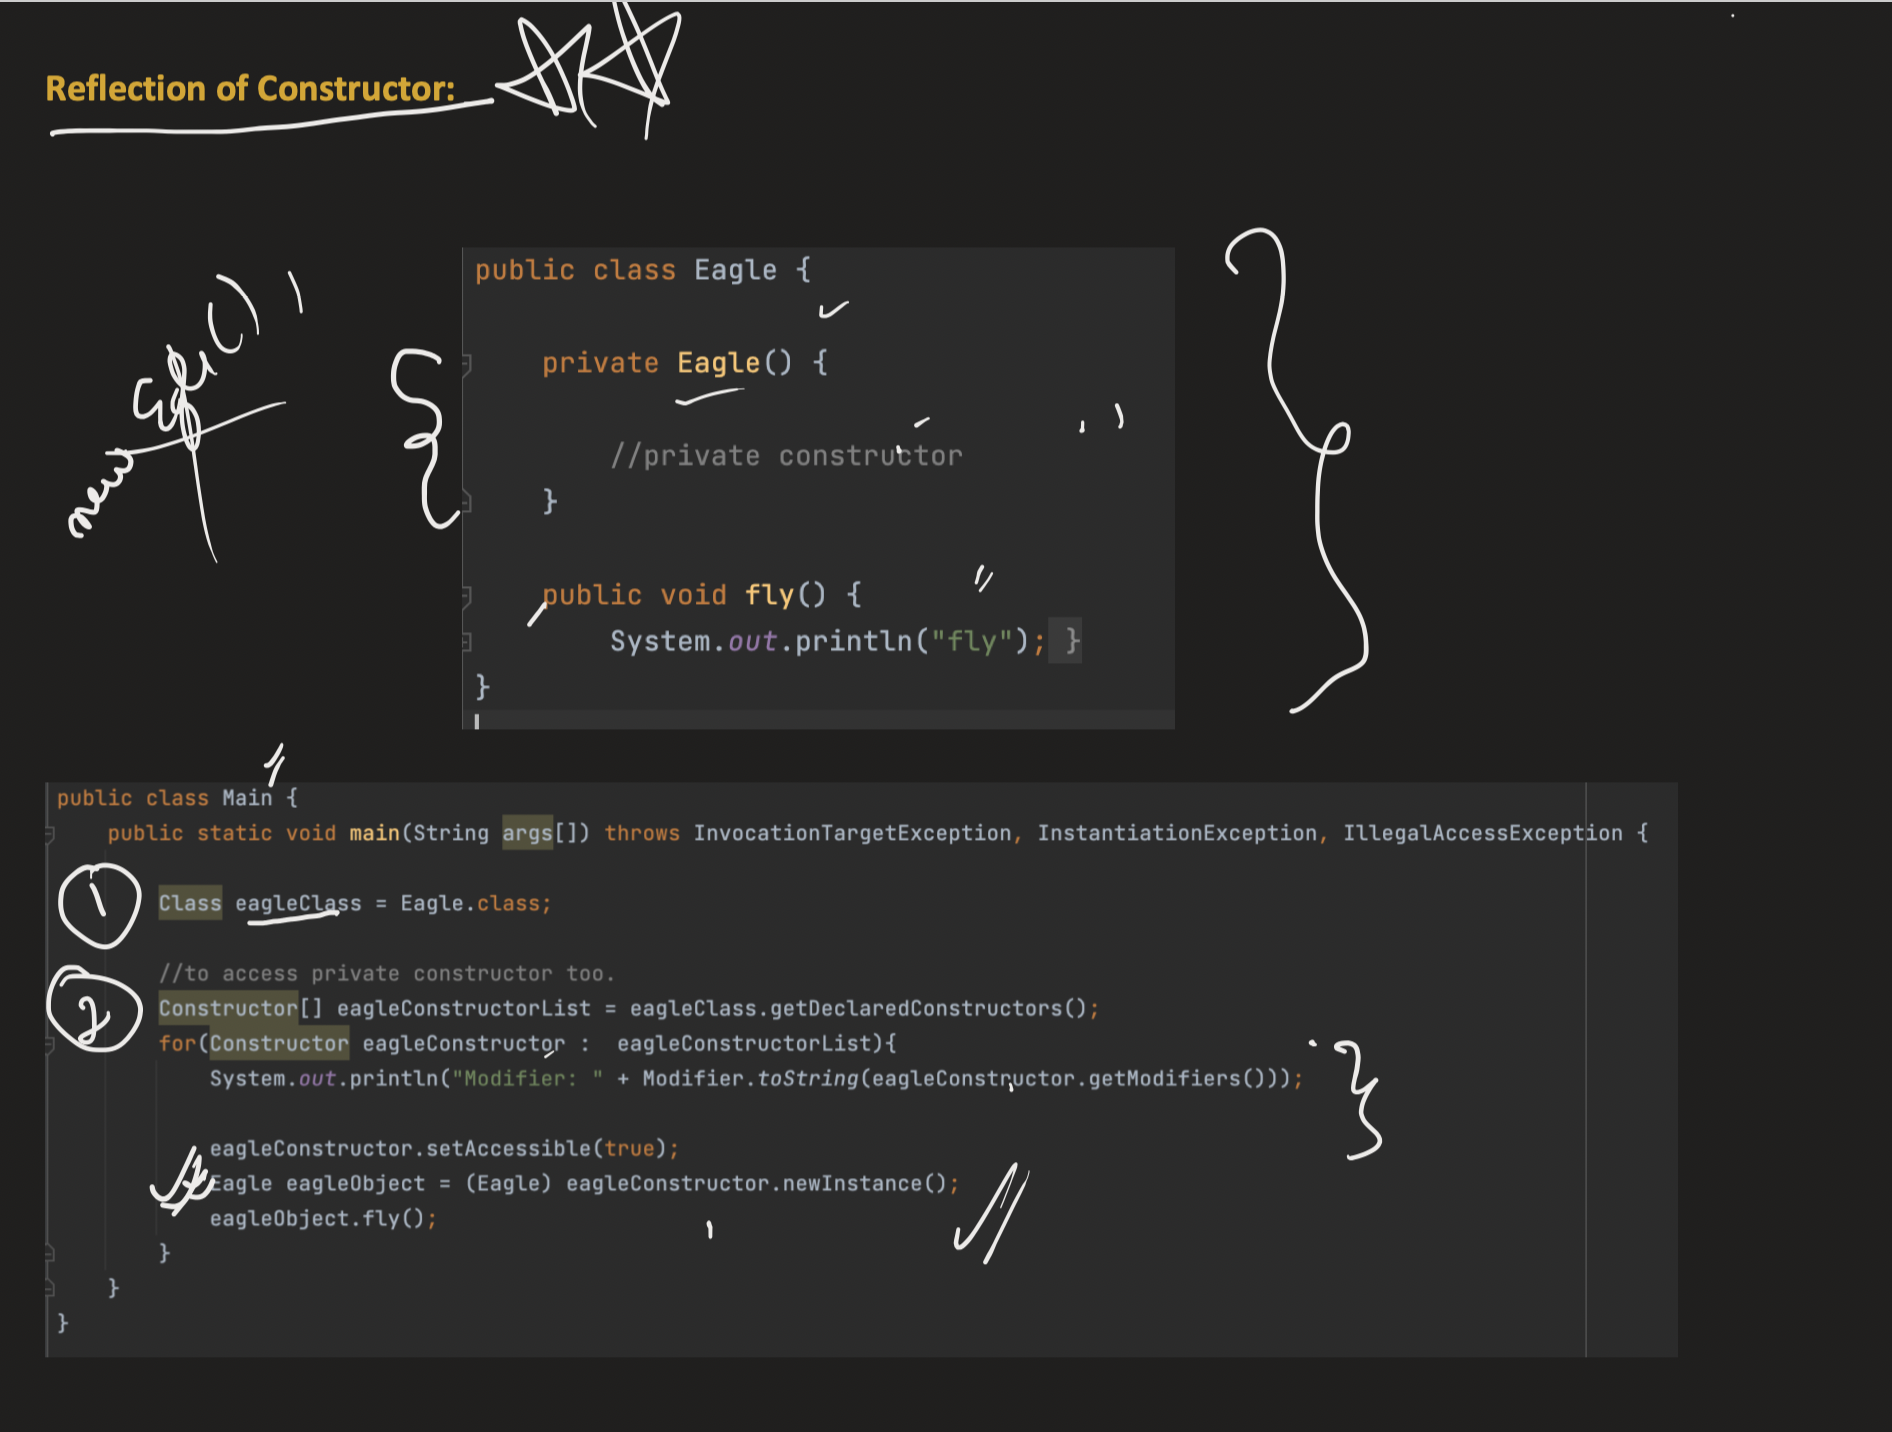 Reflection of Constructor:
new Eagle();
public class Eagle {
private Eagle() {
//private constructor
}
public void fly() {
System.out.println("fly"); }
}
public class Main {
public static void main(String args[]) throws InvocationTargetException, InstantiationException, IllegalAccessException {
1
Class eagleClass = Eagle.class;
//to access private constructor too.
2
Constructor[] eagleConstructorList = eagleClass.getDeclaredConstructors();
for(Constructor eagleConstructor :  eagleConstructorList){
System.out.println("Modifier: " + Modifier.toString(eagleConstructor.getModifiers()));
eagleConstructor.setAccessible(true);
Eagle eagleObject = (Eagle) eagleConstructor.newInstance();
eagleObject.fly();
}
}
}